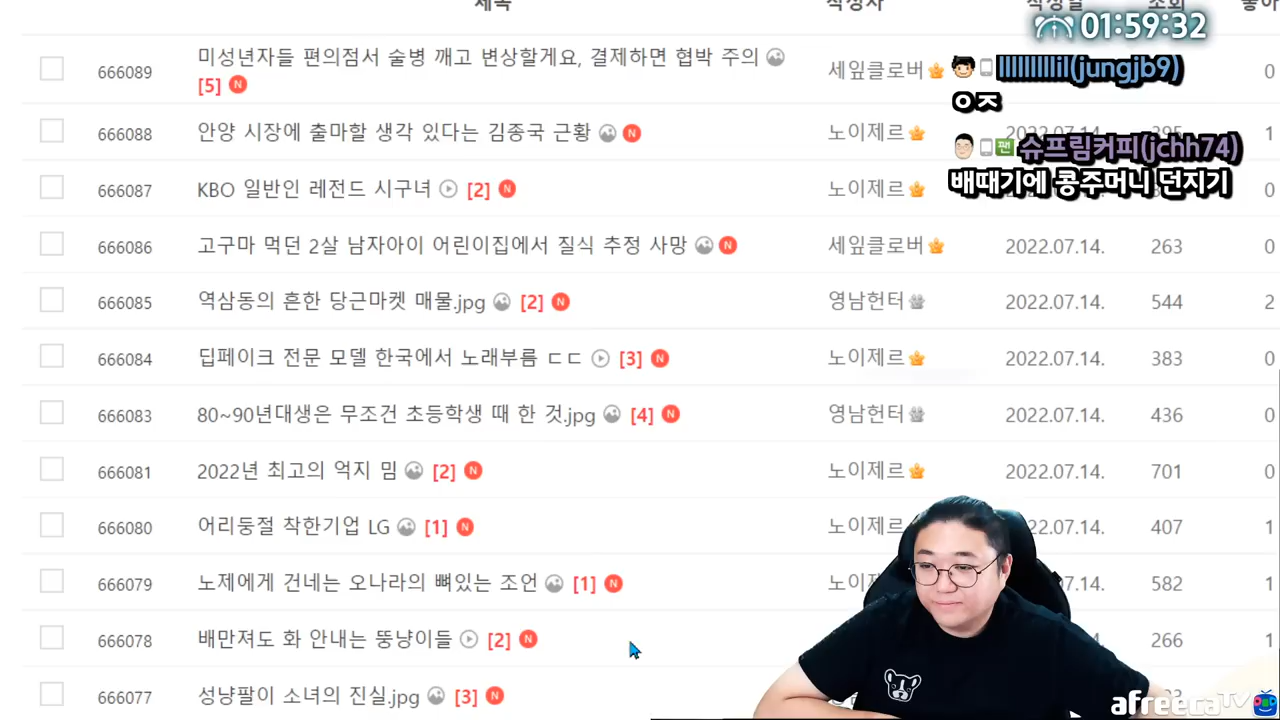 제목 작성자 작성일 조회 좋아
01:59:32
666089 미성년자들 편의점서 술병 깨고 변상할게요, 결제하면 협박 주의 [5] N 세잎클로버 0
llllllllllil(jungjb9)
ㅇㅈ
666088 안양 시장에 출마할 생각 있다는 김종국 근황 N 노이제르 2022.07.14. 395 1
팬 슈프림커피(jchh74)
배때기에 콩주머니 던지기
666087 KBO 일반인 레전드 시구녀 [2] N 노이제르 0
666086 고구마 먹던 2살 남자아이 어린이집에서 질식 추정 사망 N 세잎클로버 2022.07.14. 263 0
666085 역삼동의 흔한 당근마켓 매물.jpg [2] N 영남헌터 2022.07.14. 544 2
666084 딥페이크 전문 모델 한국에서 노래부름 ㄷㄷ [3] N 노이제르 2022.07.14. 383 0
666083 80~90년대생은 무조건 초등학생 때 한 것.jpg [4] N 영남헌터 2022.07.14. 436 0
666081 2022년 최고의 억지 밈 [2] N 노이제르 2022.07.14. 701 0
666080 어리둥절 착한기업 LG [1] N 노이제르 22.07.14. 407 1
666079 노제에게 건네는 오나라의 뼈있는 조언 [1] N 노이 7.14. 582 1
666078 배만져도 화 안내는 뚱냥이들 [2] N 266 1
666077 성냥팔이 소녀의 진실.jpg [3] N
afreecaTV